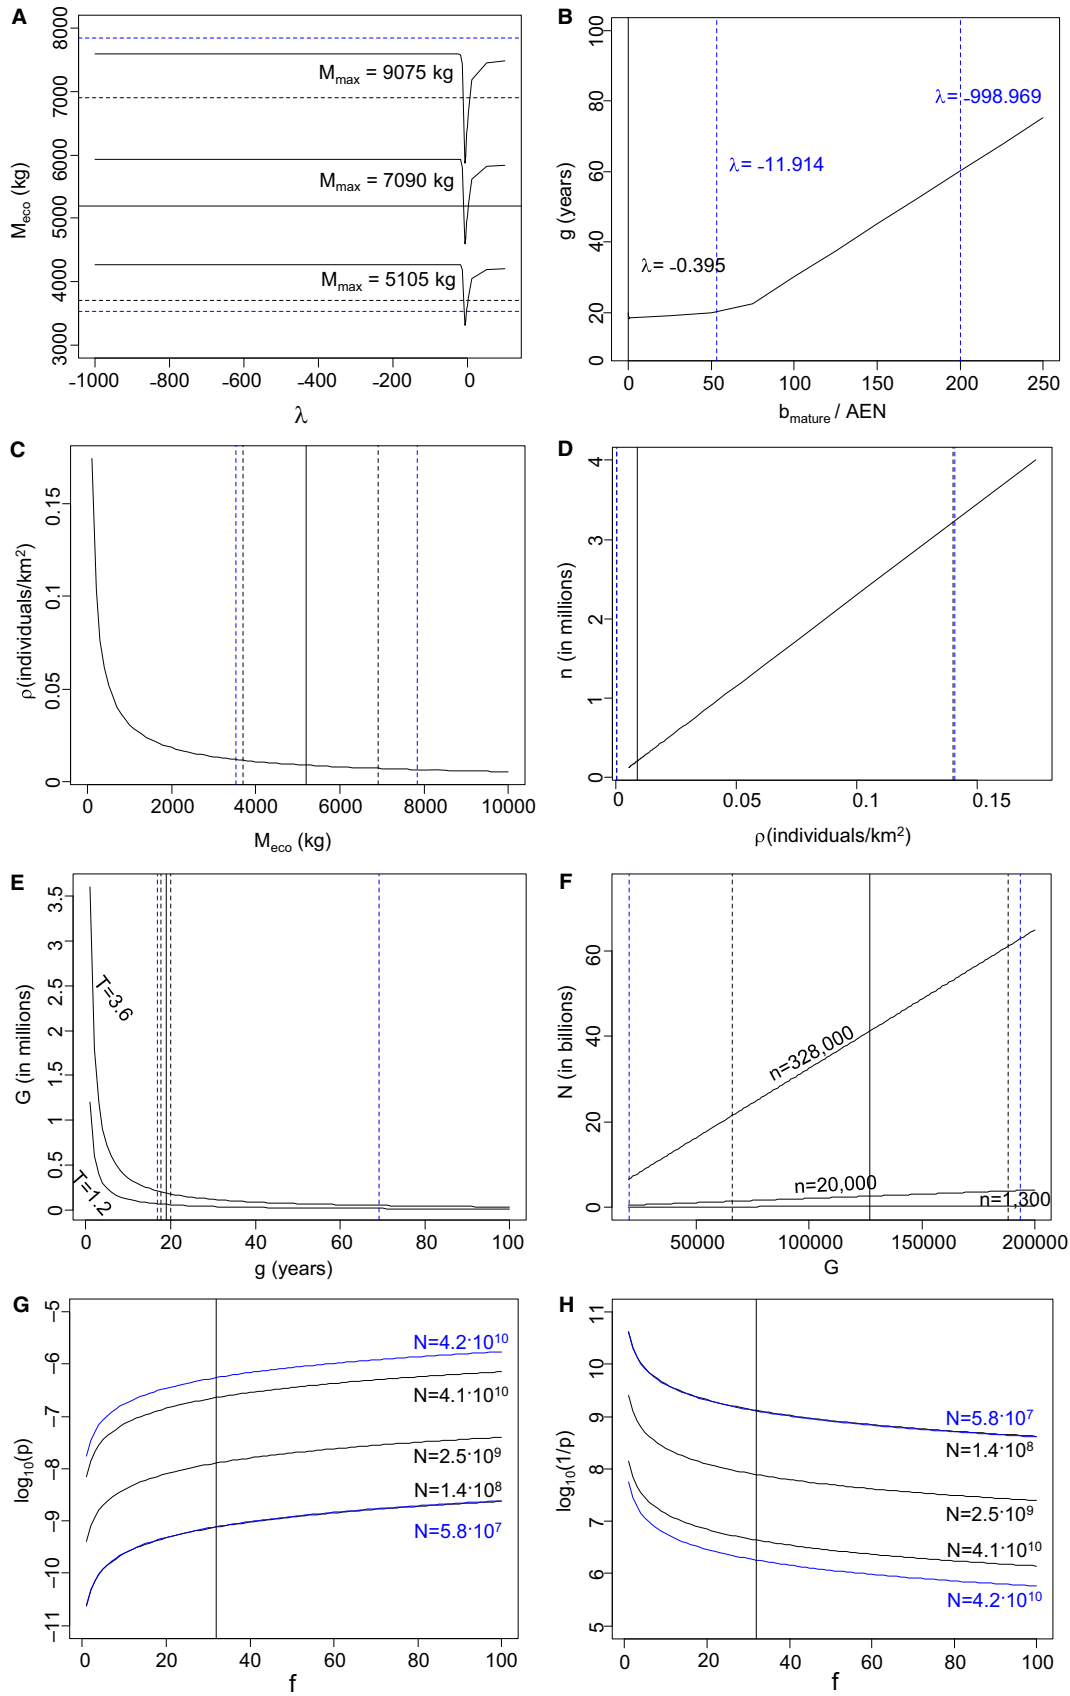 A
8000
7000
6000
5000
4000
3000
M_eco (kg)
M_max = 9075 kg
M_max = 7090 kg
M_max = 5105 kg
-1000 -800 -600 -400 -200 0
λ
B
100
80
60
40
20
0
g (years)
λ= -998.969
λ= -11.914
λ= -0.395
0 50 100 150 200 250
b_mature / AEN
C
0.15
0.1
0.05
0
ρ(individuals/km²)
0 2000 4000 6000 8000 10000
M_eco (kg)
D
4
3
2
1
0
n (in millions)
0 0.05 0.1 0.15
ρ(individuals/km²)
E
3.5
3
2.5
2
1.5
1
0.5
0
G (in millions)
T=3.6
T=1.2
0 20 40 60 80 100
g (years)
F
60
40
20
0
N (in billions)
n=328,000
n=20,000
n=1,300
50000 100000 150000 200000
G
G
−5
−6
−7
−8
−9
−10
−11
log₁₀(p)
N=4.2·10¹⁰
N=4.1·10¹⁰
N=2.5·10⁹
N=1.4·10⁸
N=5.8·10⁷
0 20 40 60 80 100
f
H
11
10
9
8
7
6
5
log₁₀(1/p)
N=5.8·10⁷
N=1.4·10⁸
N=2.5·10⁹
N=4.1·10¹⁰
N=4.2·10¹⁰
0 20 40 60 80 100
f